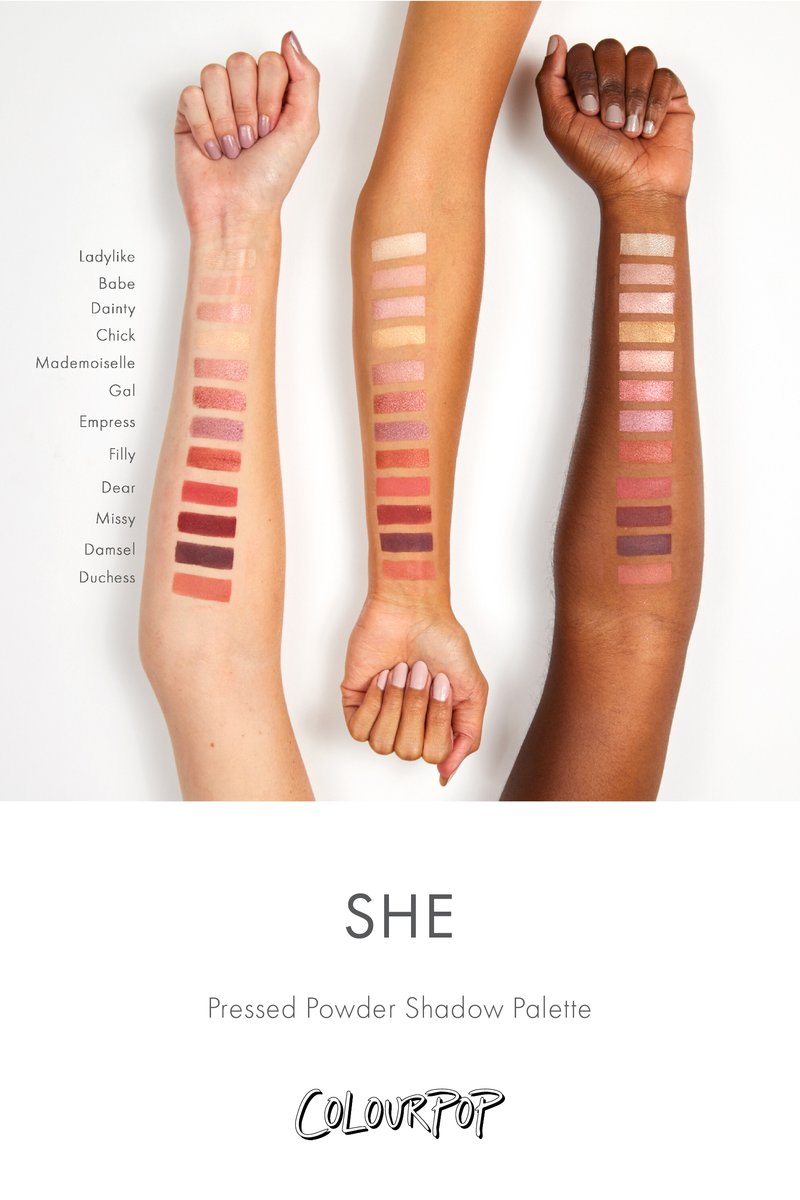 Ladylike
Babe
Dainty
Chick
Mademoiselle
Gal
Empress
Filly
Dear
Missy
Damsel
Duchess
SHE
Pressed Powder Shadow Palette
COLOURPOP